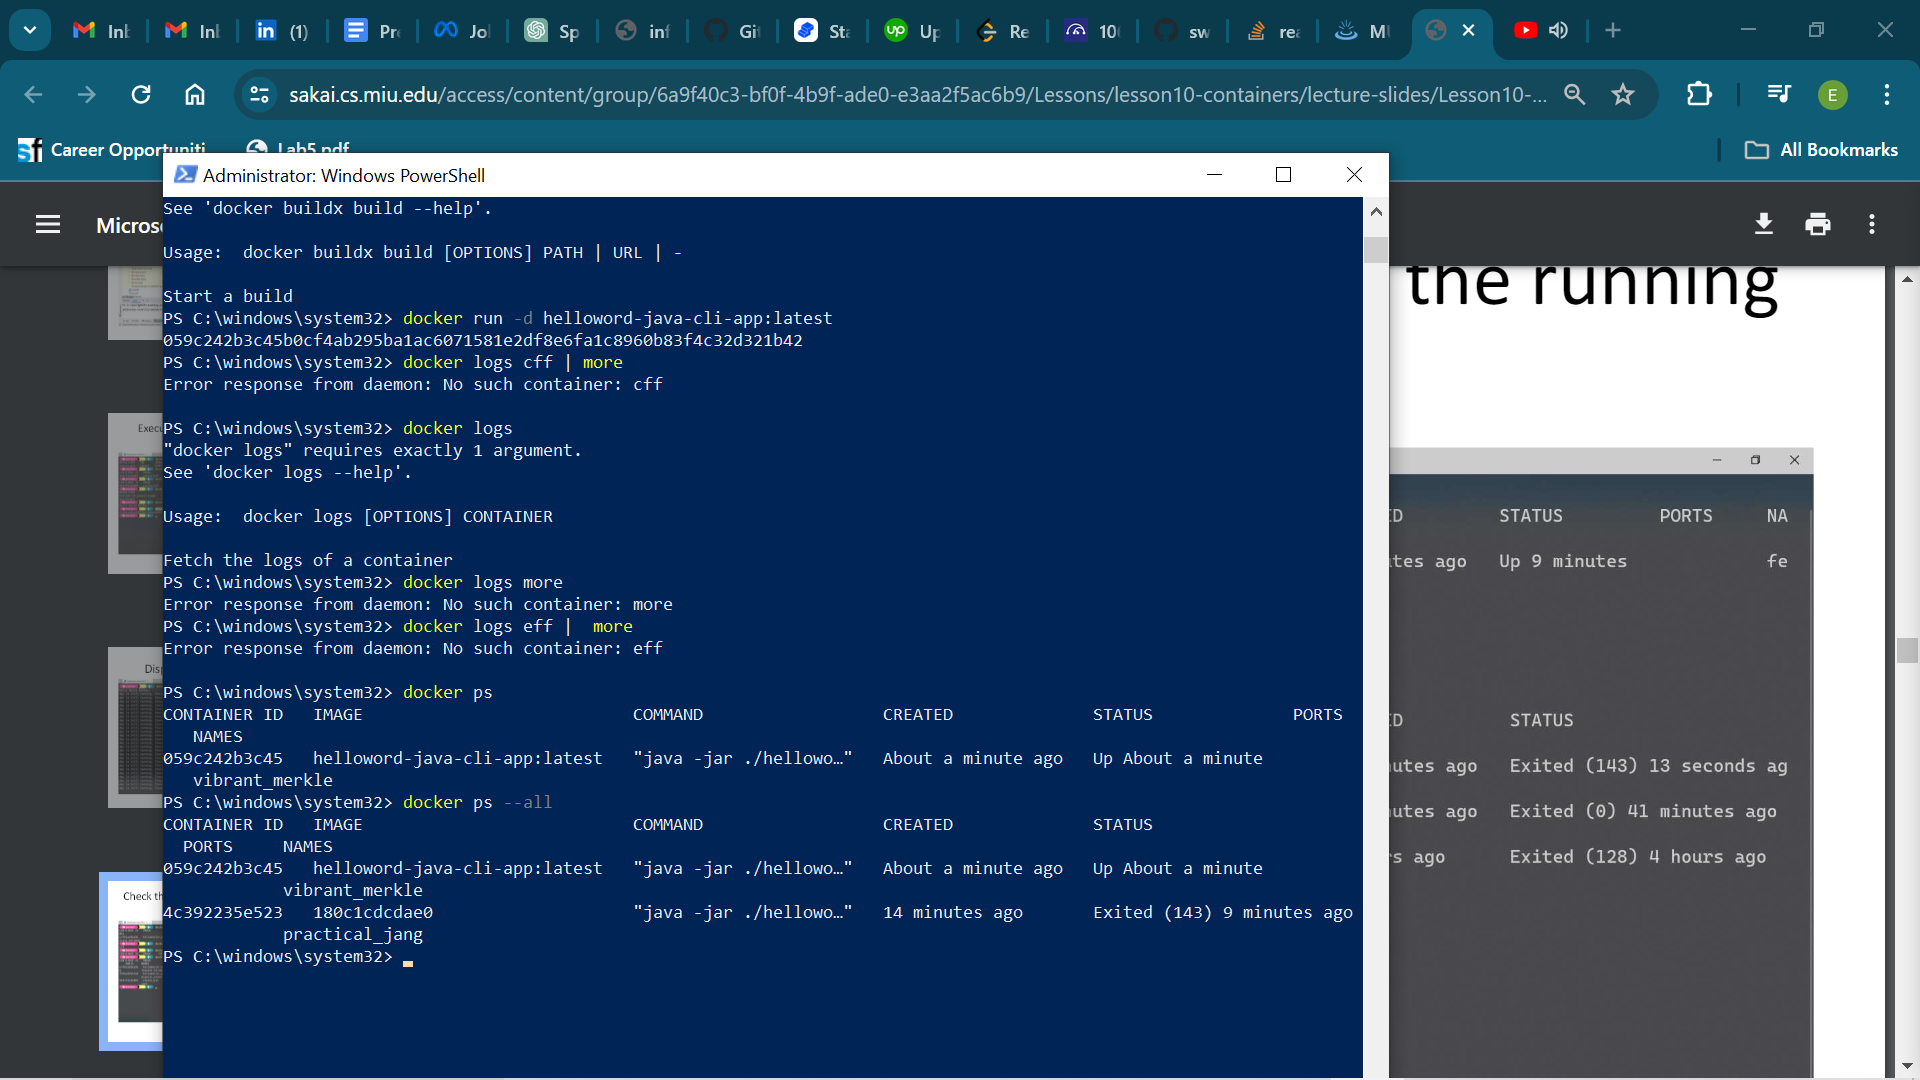 Inb
Inb
(1)
Pro
Jo
Sp
inf
Git
Sta
Up
Re
10
sw
rea
MU
sakai.cs.miu.edu/access/content/group/6a9f40c3-bf0f-4b9f-ade0-e3aa2f5ac6b9/Lessons/lesson10-containers/lecture-slides/Lesson10-...
E
Career Opportuniti
Lab5.pdf
All Bookmarks
Micros
Administrator: Windows PowerShell
See 'docker buildx build --help'.
Usage:  docker buildx build [OPTIONS] PATH | URL | -
Start a build
PS C:\windows\system32> docker run -d helloword-java-cli-app:latest
059c242b3c45b0cf4ab295ba1ac6071581e2df8e6fa1c8960b83f4c32d321b42
PS C:\windows\system32> docker logs cff | more
Error response from daemon: No such container: cff
PS C:\windows\system32> docker logs
"docker logs" requires exactly 1 argument.
See 'docker logs --help'.
Usage:  docker logs [OPTIONS] CONTAINER
Fetch the logs of a container
PS C:\windows\system32> docker logs more
Error response from daemon: No such container: more
PS C:\windows\system32> docker logs eff |  more
Error response from daemon: No such container: eff
PS C:\windows\system32> docker ps
CONTAINER ID   IMAGE                           COMMAND                  CREATED              STATUS              PORTS
   NAMES
059c242b3c45   helloword-java-cli-app:latest   "java -jar ./hellowo…"   About a minute ago   Up About a minute
   vibrant_merkle
PS C:\windows\system32> docker ps --all
CONTAINER ID   IMAGE                           COMMAND                  CREATED              STATUS
  PORTS     NAMES
059c242b3c45   helloword-java-cli-app:latest   "java -jar ./hellowo…"   About a minute ago   Up About a minute
            vibrant_merkle
4c392235e523   180c1cdcdae0                    "java -jar ./hellowo…"   14 minutes ago       Exited (143) 9 minutes ago
            practical_jang
PS C:\windows\system32>
Exec
Disp
Check th
the running
ED STATUS PORTS NA
utes ago Up 9 minutes fe
ED STATUS
utes ago Exited (143) 13 seconds ag
utes ago Exited (0) 41 minutes ago
rs ago Exited (128) 4 hours ago